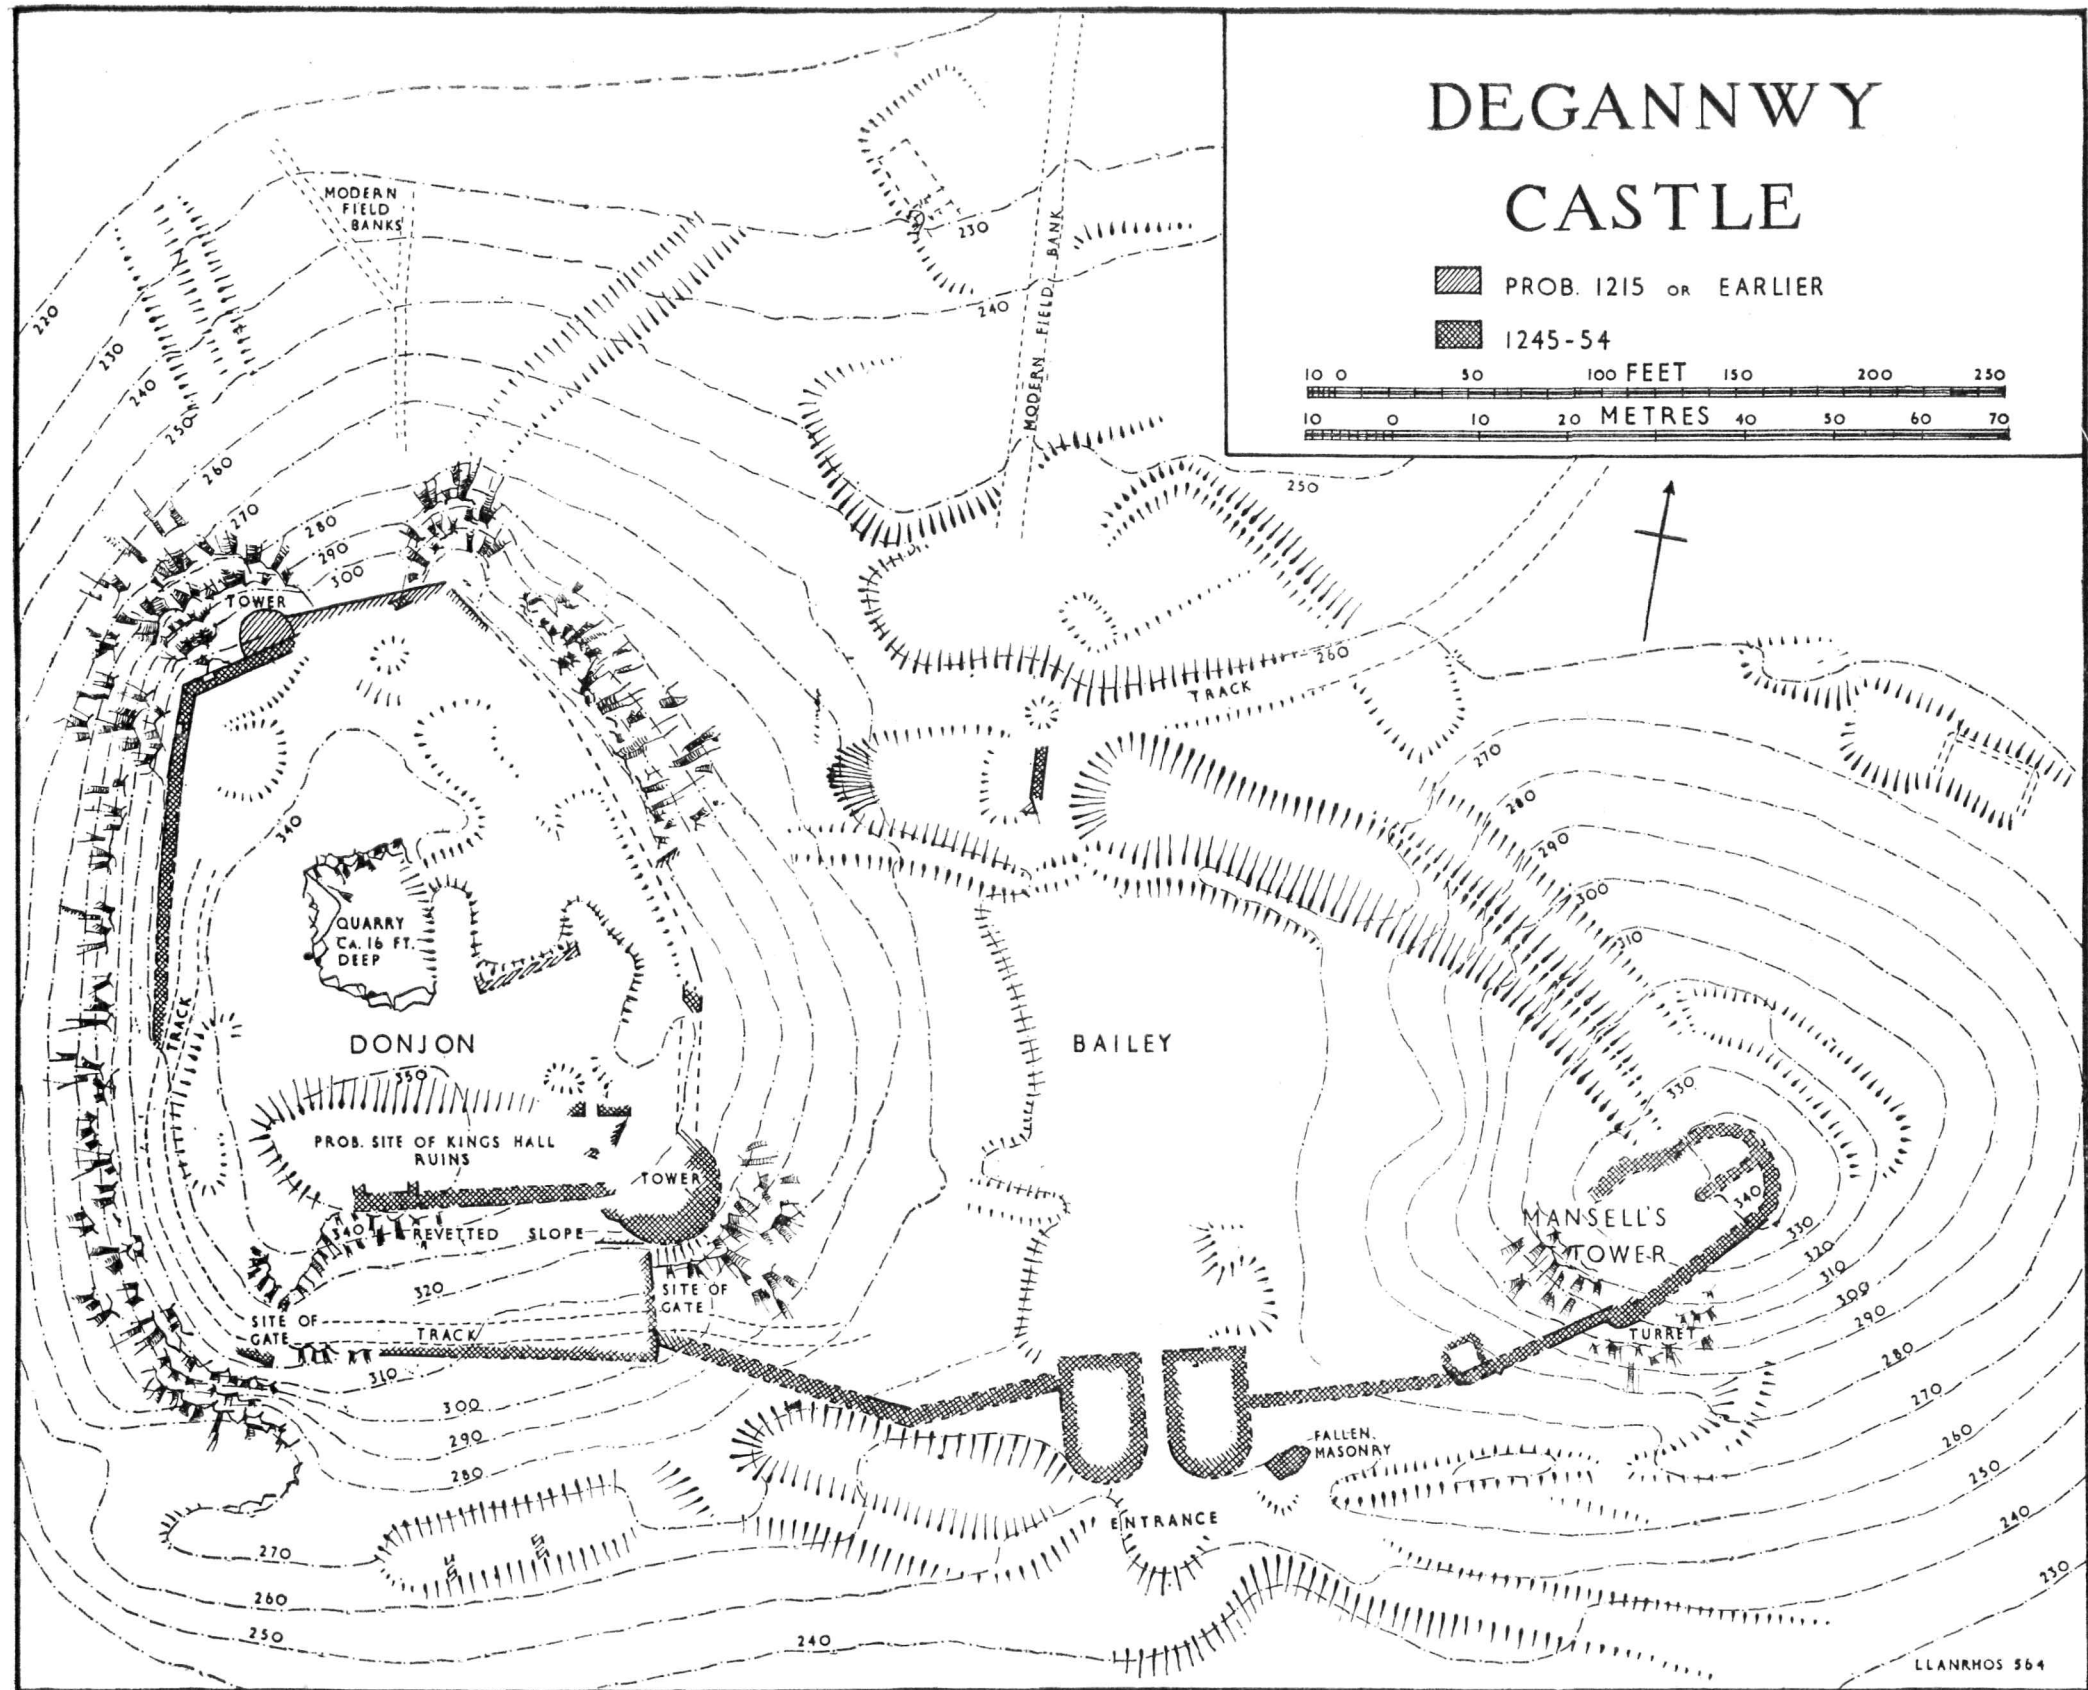 DEGANNWY
CASTLE
PROB. 1215 OR EARLIER
1245-54
10 0 50 100 FEET 150 200 250
10 0 10 20 METRES 40 50 60 70
MODERN
FIELD
BANKS
MODERN FIELD BANK
230
240
220
230
240
250
260
270
280
290
300
250
TOWER
260
TRACK
270
280
290
300
310
340
QUARRY
CA. 16 FT.
DEEP
TRACK
DONJON
350
BAILEY
330
PROB. SITE OF KINGS HALL
RUINS
TOWER
340
MANSELL'S
TOWER
340
REVETTED SLOPE
330
320
310
300
290
280
270
260
250
240
230
320
SITE OF
GATE
SITE OF
GATE
TRACK
TURRET
310
300
290
280
FALLEN
MASONRY
ENTRANCE
270
260
250
240
LLANRHOS 564